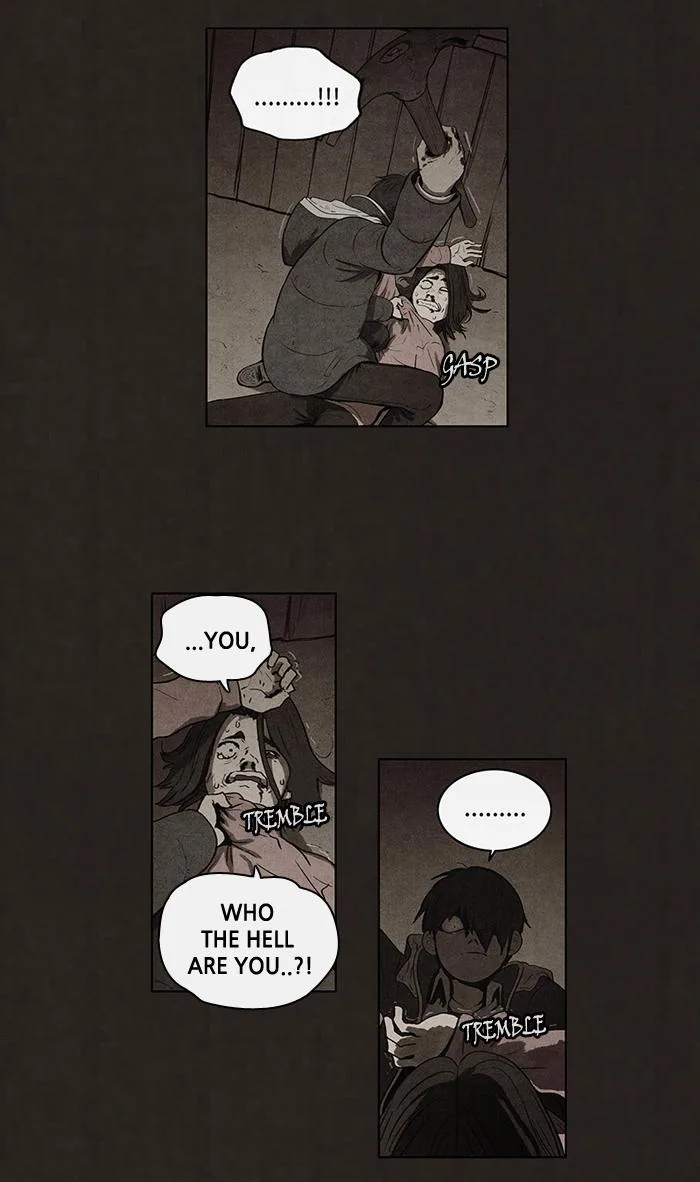 .........!!!
GASP
...YOU,
TREMBLE
WHO
THE HELL
ARE YOU..?!
.........
TREMBLE